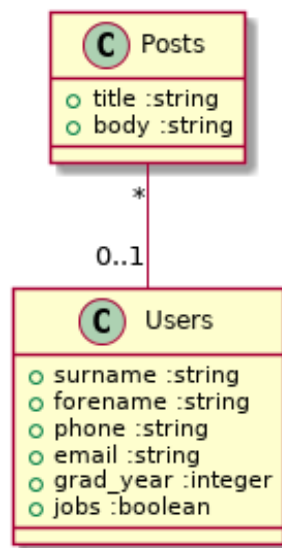 C Posts
title :string
body :string
*
0..1
C Users
surname :string
forename :string
phone :string
email :string
grad_year :integer
jobs :boolean